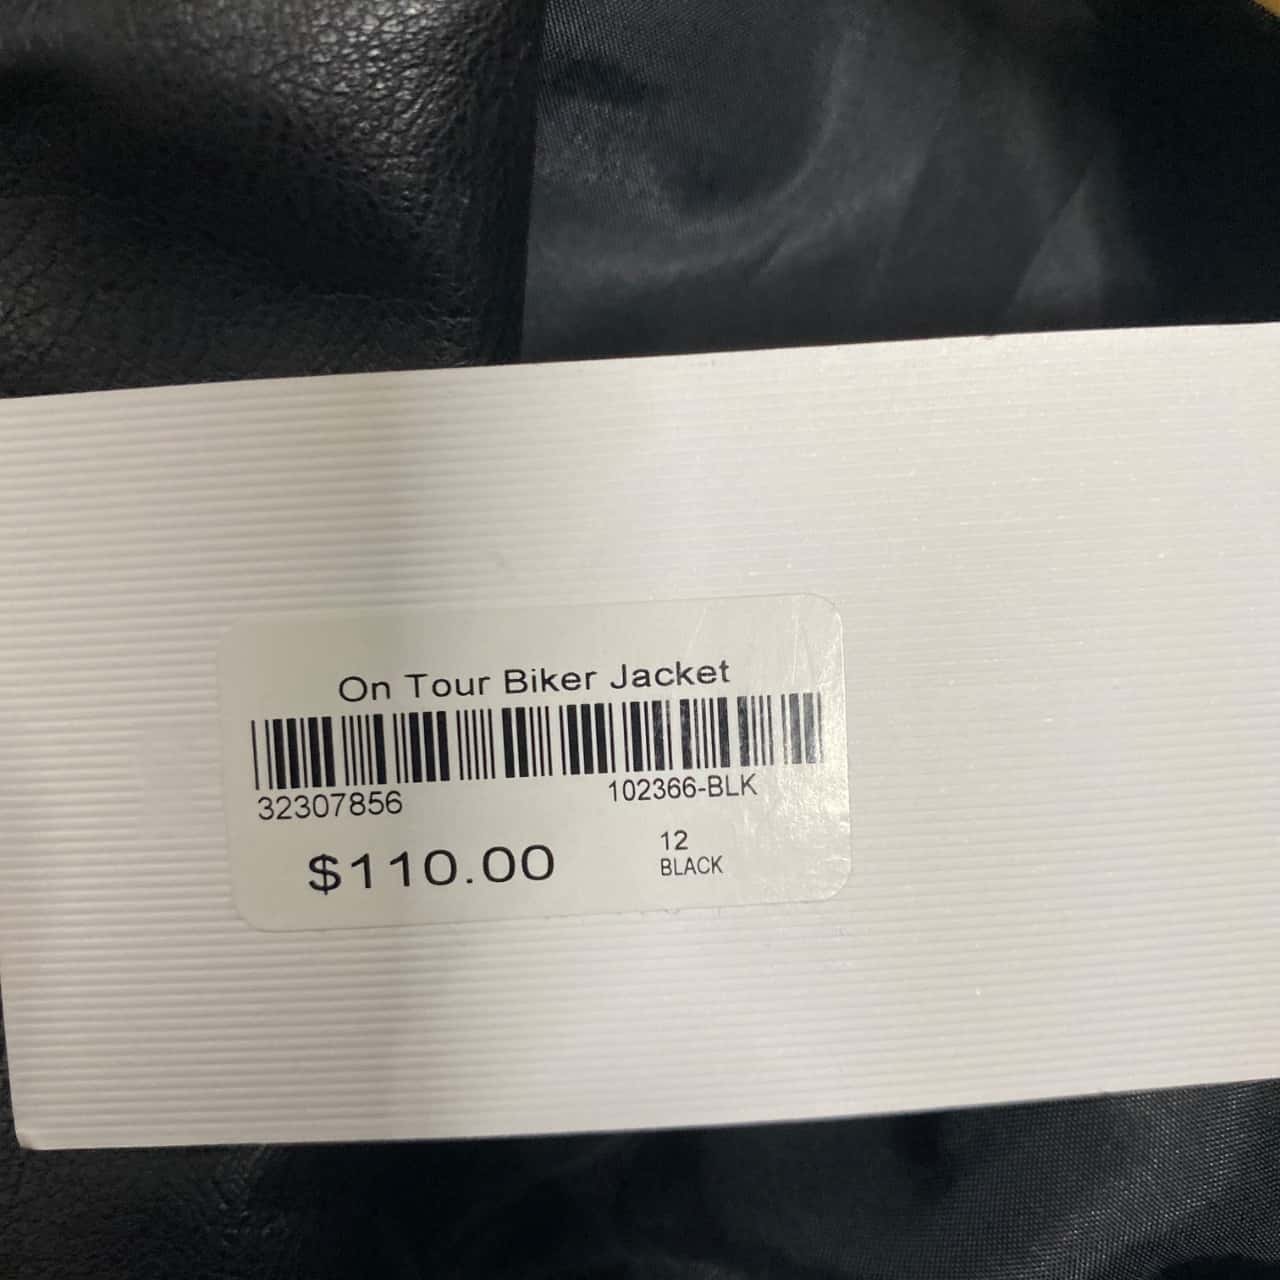 On Tour Biker Jacket
32307856
102366-BLK
$110.00
12
BLACK